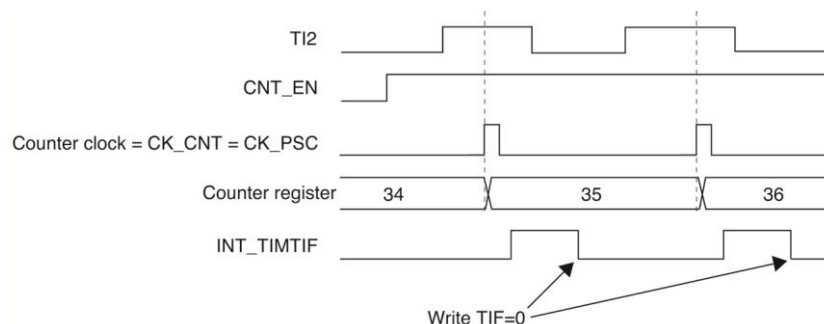 TI2
CNT_EN
Counter clock = CK_CNT = CK_PSC
Counter register 34 35 36
INT_TIMTIF
Write TIF=0